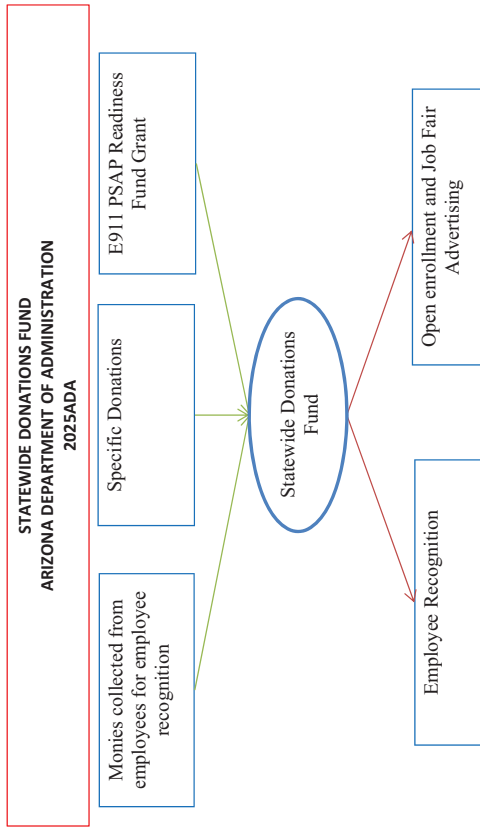 STATEWIDE DONATIONS FUND
ARIZONA DEPARTMENT OF ADMINISTRATION
2025ADA
Monies collected from
employees for employee
recognition
Specific Donations
E911 PSAP Readiness
Fund Grant
Statewide Donations
Fund
Employee Recognition
Open enrollment and Job Fair
Advertising